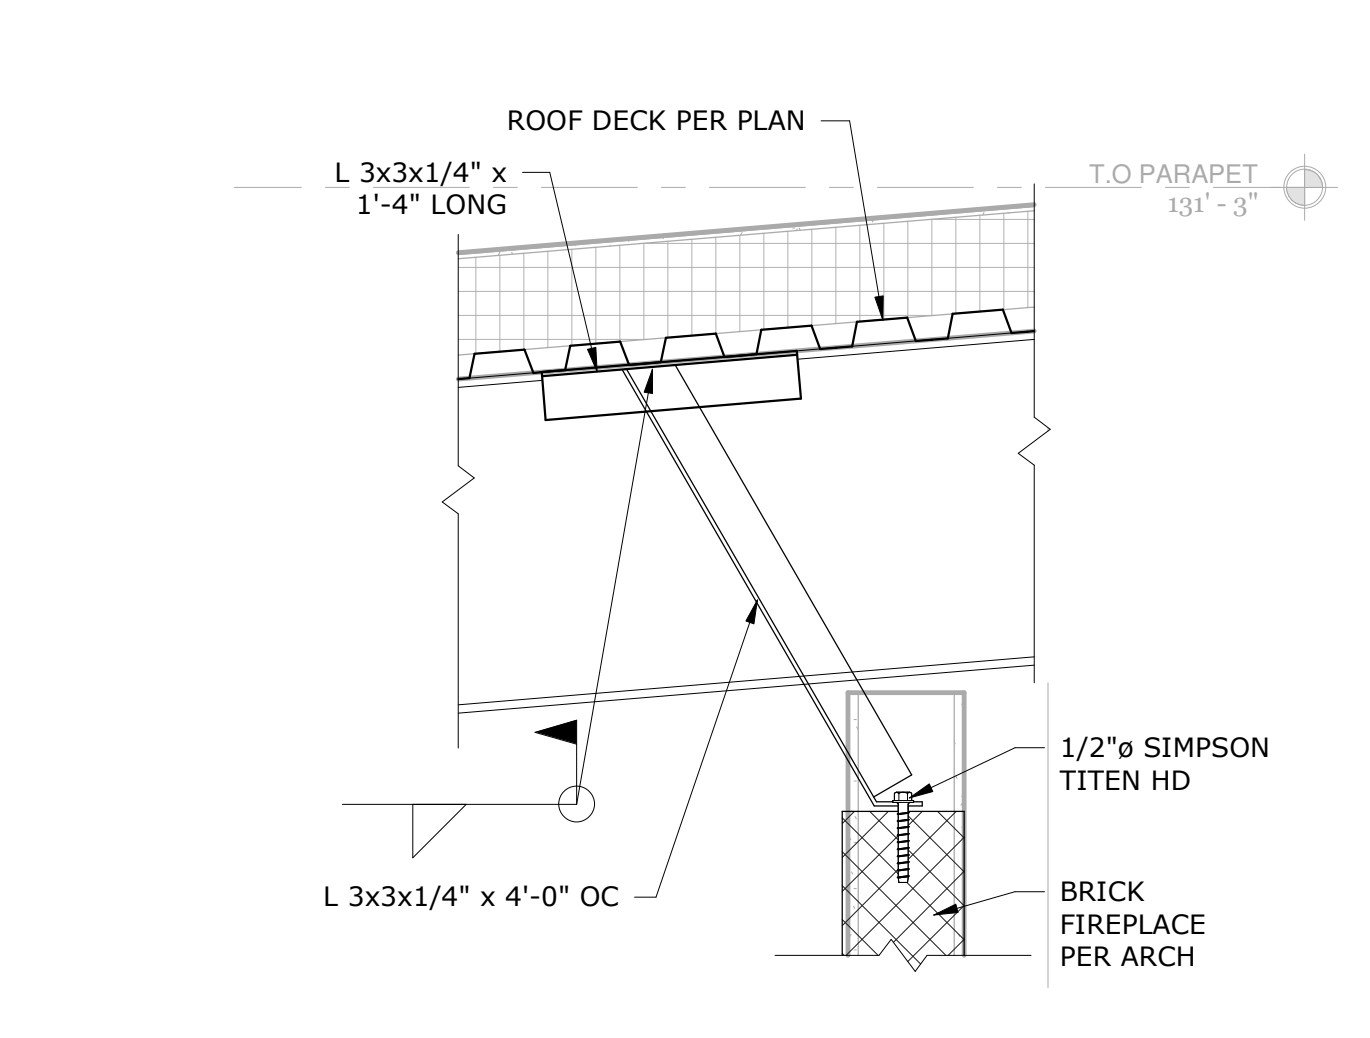 ROOF DECK PER PLAN
L 3x3x1/4" x
1'-4" LONG
T.O PARAPET
131' - 3"
1/2"ø SIMPSON
TITEN HD
L 3x3x1/4" x 4'-0" OC
BRICK
FIREPLACE
PER ARCH